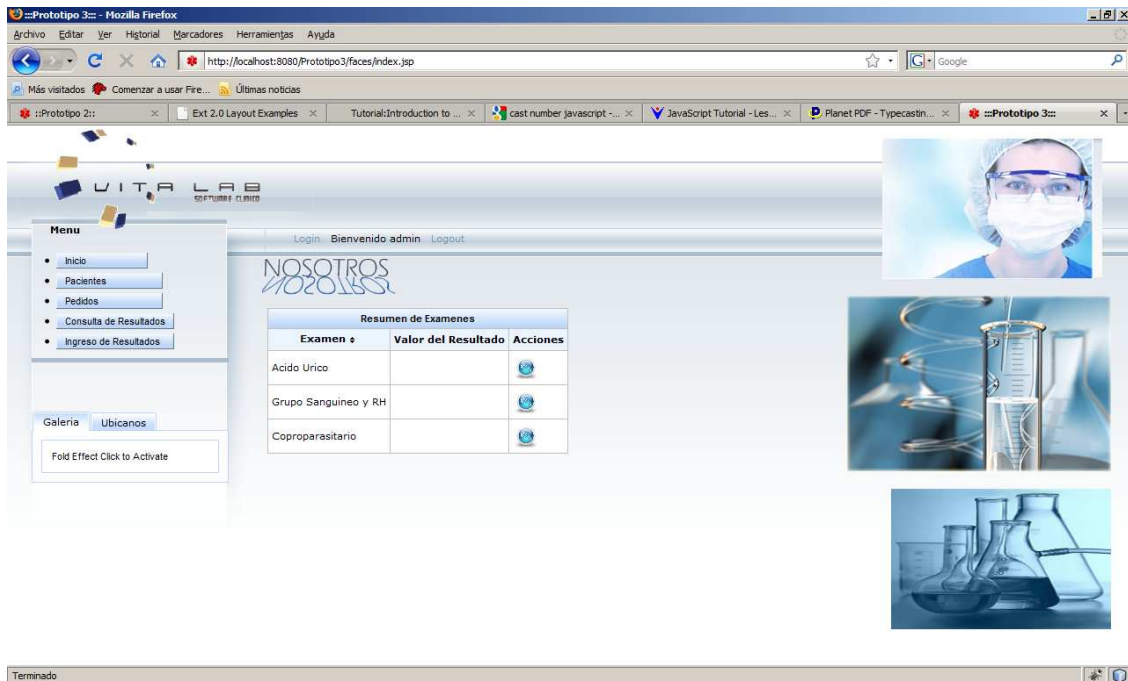 :::Prototipo 3::: - Mozilla Firefox
Archivo Editar Ver Historial Marcadores Herramientas Ayuda
http://localhost:8080/Prototipo3/faces/index.jsp
Google
Más visitados Comenzar a usar Fire... Últimas noticias
::Prototipo 2:: Ext 2.0 Layout Examples Tutorial:Introduction to ... cast number javascript -... JavaScript Tutorial - Les... Planet PDF - Typecastin... :::Prototipo 3:::
VITA LAB
SOFTWARE CLINICO
Menu
Inicio
Pacientes
Pedidos
Consulta de Resultados
Ingreso de Resultados
Galeria Ubicanos
Fold Effect Click to Activate
Login Bienvenido admin Logout
NOSOTROS
Resumen de Examenes
Examen Valor del Resultado Acciones
Acido Urico
Grupo Sanguineo y RH
Coproparasitario
Terminado